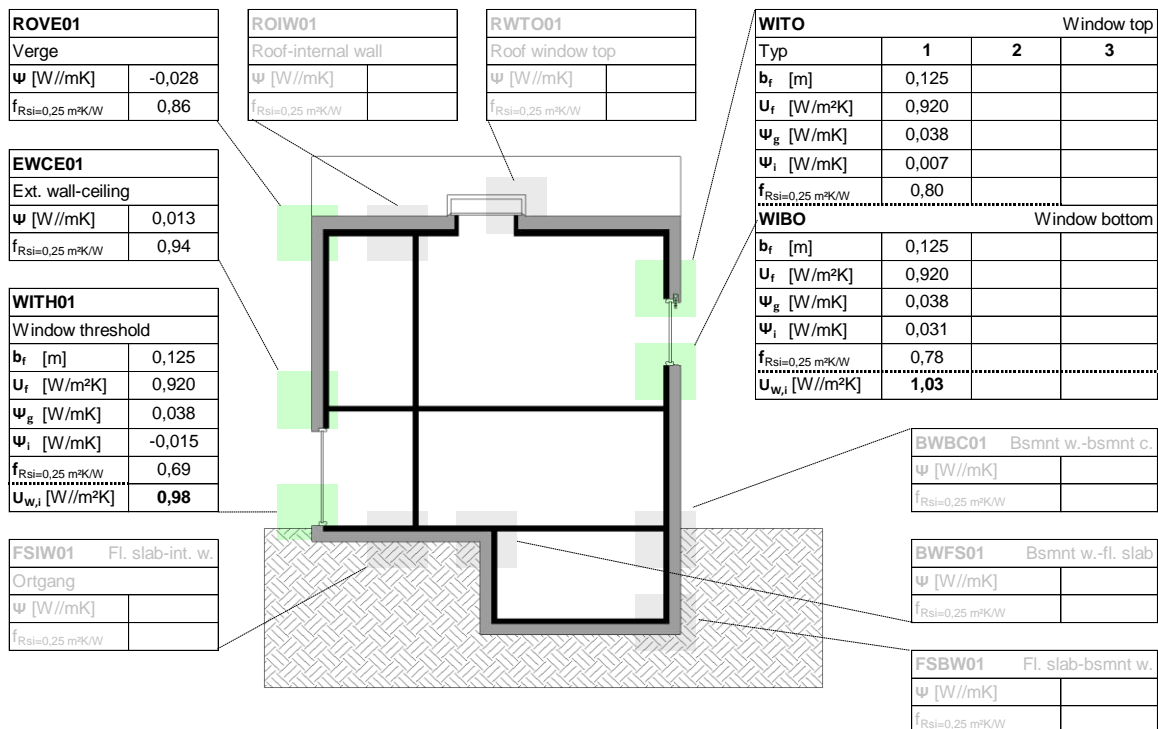 ROVE01
Verge
Ψ [W//mK] -0,028
fRsi=0,25 m²K/W 0,86
ROIW01
Roof-internal wall
Ψ [W//mK]
fRsi=0,25 m²K/W
RWTO01
Roof window top
Ψ [W//mK]
fRsi=0,25 m²K/W
WITO Window top
Typ 1 2 3
bf [m] 0,125
Uf [W/m²K] 0,920
Ψg [W/mK] 0,038
Ψi [W/mK] 0,007
fRsi=0,25 m²K/W 0,80
WIBO Window bottom
bf [m] 0,125
Uf [W/m²K] 0,920
Ψg [W/mK] 0,038
Ψi [W/mK] 0,031
fRsi=0,25 m²K/W 0,78
UW,i [W//m²K] 1,03
EWCE01
Ext. wall-ceiling
Ψ [W//mK] 0,013
fRsi=0,25 m²K/W 0,94
WITH01
Window threshold
bf [m] 0,125
Uf [W/m²K] 0,920
Ψg [W/mK] 0,038
Ψi [W/mK] -0,015
fRsi=0,25 m²K/W 0,69
UW,i [W//m²K] 0,98
BWBC01 Bsmnt w.-bsmnt c.
Ψ [W//mK]
fRsi=0,25 m²K/W
FSIW01 Fl. slab-int. w.
Ortgang
Ψ [W//mK]
fRsi=0,25 m²K/W
BWFS01 Bsmnt w.-fl. slab
Ψ [W//mK]
fRsi=0,25 m²K/W
FSBW01 Fl. slab-bsmnt w.
Ψ [W//mK]
fRsi=0,25 m²K/W